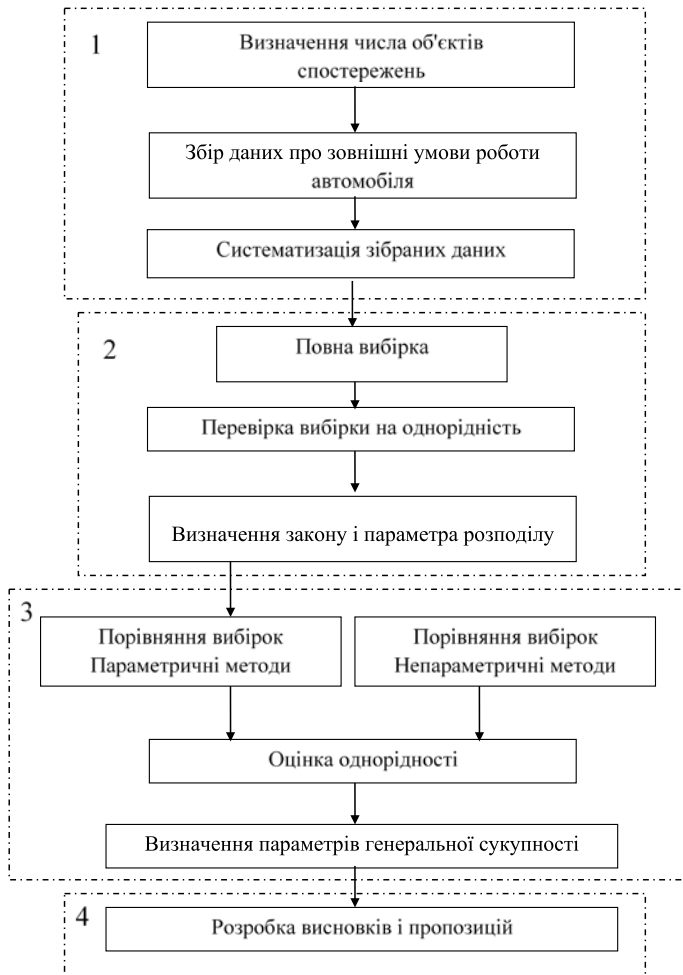 1
Визначення числа об'єктів
спостережень
Збір даних про зовнішні умови роботи
автомобіля
Систематизація зібраних даних
2
Повна вибірка
Перевірка вибірки на однорідність
Визначення закону і параметра розподілу
3
Порівняння вибірок
Параметричні методи
Порівняння вибірок
Непараметричні методи
Оцінка однорідності
Визначення параметрів генеральної сукупності
4
Розробка висновків і пропозицій